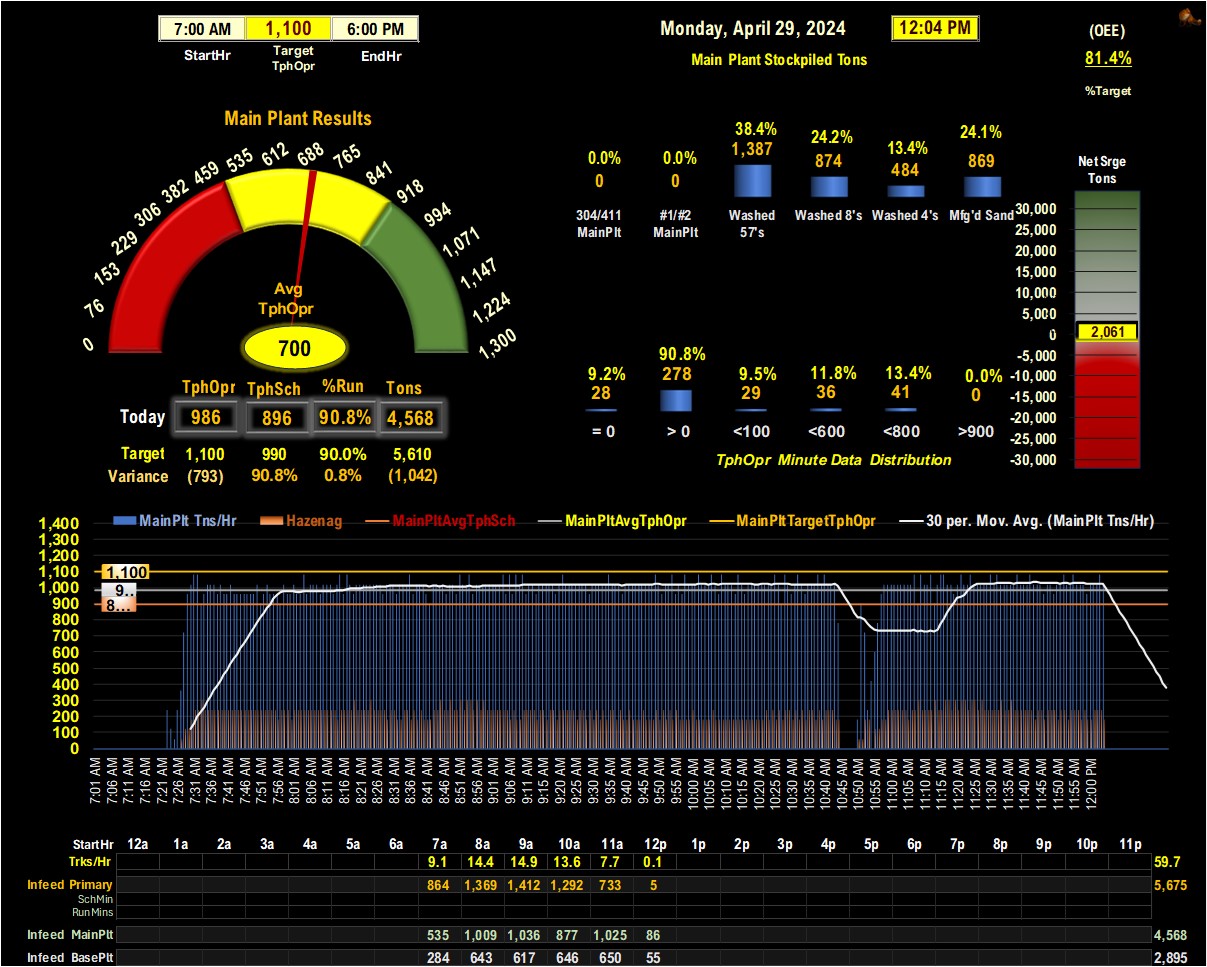 7:00 AM 1,100 6:00 PM
StartHr Target TphOpr EndHr
Monday, April 29, 2024 12:04 PM
Main Plant Stockpiled Tons
(OEE)
81.4%
%Target
Main Plant Results
0 76 153 229 306 382 459 535 612 688 765 841 918 994 1,071 1,147 1,224 1,300
Avg
TphOpr
700
TphOpr TphSch %Run Tons
Today 986 896 90.8% 4,568
Target 1,100 990 90.0% 5,610
Variance (793) 90.8% 0.8% (1,042)
0.0% 0.0% 38.4% 24.2% 13.4% 24.1%
0 0 1,387 874 484 869
304/411 #1/#2 Washed Washed 8's Washed 4's Mfg'd Sand
MainPlt MainPlt 57's
9.2% 90.8% 9.5% 11.8% 13.4% 0.0%
28 278 29 36 41 0
= 0 > 0 <100 <600 <800 >900
TphOpr Minute Data Distribution
Net Srge
Tons
30,000
25,000
20,000
15,000
10,000
5,000
0
2,061
-5,000
-10,000
-15,000
-20,000
-25,000
-30,000
MainPlt Tns/Hr Hazenag MainPltAvgTphSch MainPltAvgTphOpr MainPltTargetTphOpr 30 per. Mov. Avg. (MainPlt Tns/Hr)
1,400
1,300
1,200
1,100
1,000
900
800
700
600
500
400
300
200
100
0
1,100
9..
8...
7:01 AM 7:06 AM 7:11 AM 7:16 AM 7:21 AM 7:26 AM 7:31 AM 7:36 AM 7:41 AM 7:46 AM 7:51 AM 7:56 AM 8:01 AM 8:06 AM 8:11 AM 8:16 AM 8:21 AM 8:26 AM 8:31 AM 8:36 AM 8:41 AM 8:46 AM 8:51 AM 8:56 AM 9:01 AM 9:06 AM 9:11 AM 9:15 AM 9:20 AM 9:25 AM 9:30 AM 9:35 AM 9:40 AM 9:45 AM 9:50 AM 9:55 AM 10:00 AM 10:05 AM 10:10 AM 10:15 AM 10:20 AM 10:25 AM 10:30 AM 10:35 AM 10:40 AM 10:45 AM 10:50 AM 10:55 AM 11:00 AM 11:05 AM 11:10 AM 11:15 AM 11:20 AM 11:25 AM 11:30 AM 11:35 AM 11:40 AM 11:45 AM 11:50 AM 11:55 AM 12:00 PM
StartHr 12a 1a 2a 3a 4a 5a 6a 7a 8a 9a 10a 11a 12p 1p 2p 3p 4p 5p 6p 7p 8p 9p 10p 11p
Trks/Hr 9.1 14.4 14.9 13.6 7.7 0.1 59.7
Infeed Primary 864 1,369 1,412 1,292 733 5 5,675
SchMin
RunMins
Infeed MainPlt 535 1,009 1,036 877 1,025 86 4,568
Infeed BasePlt 284 643 617 646 650 55 2,895